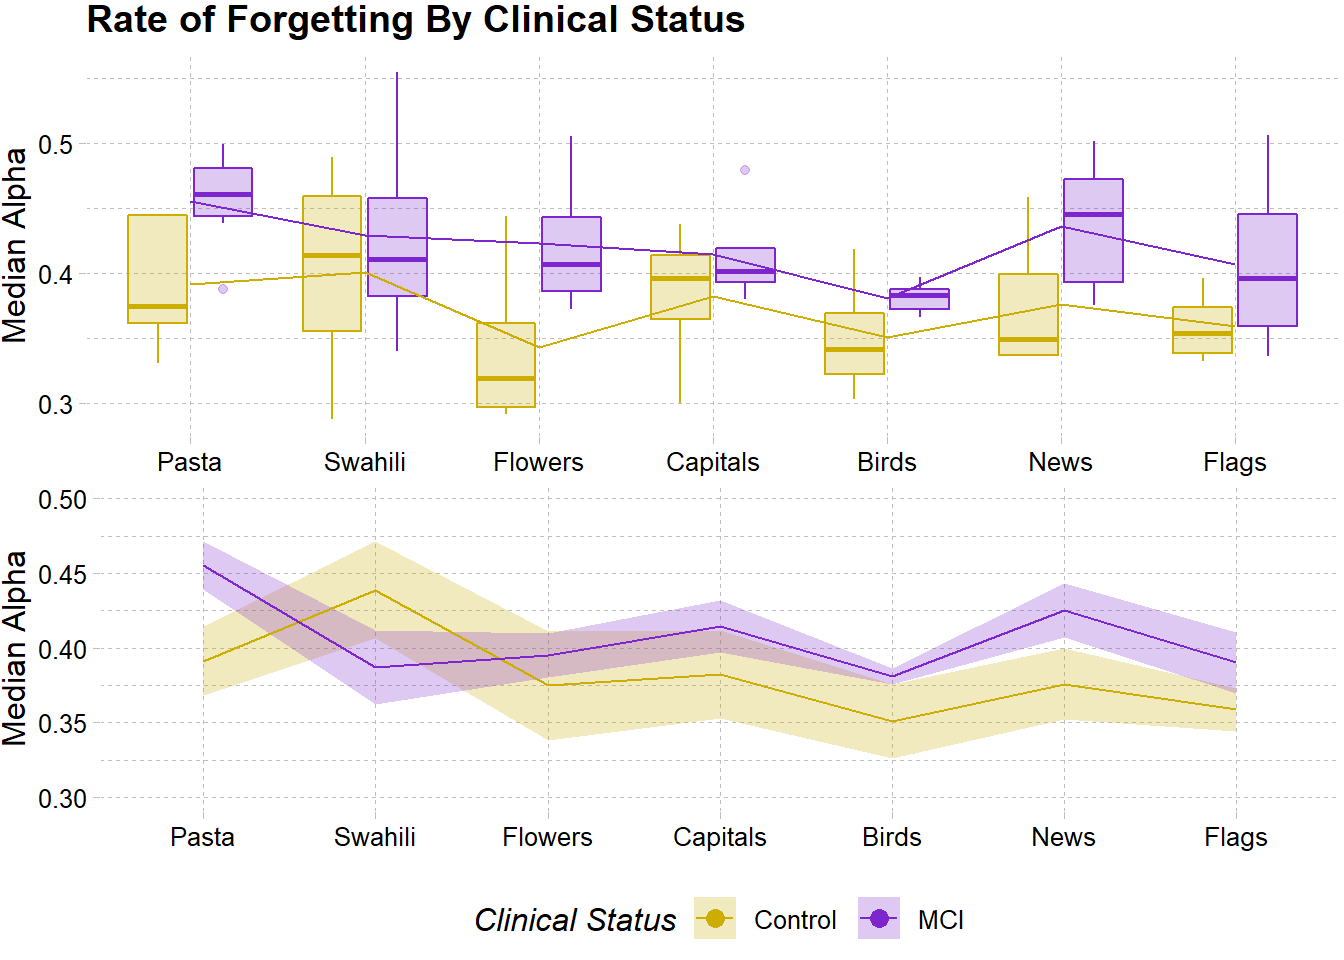 Rate of Forgetting By Clinical Status
Median Alpha
0.5
0.4
0.3
Pasta Swahili Flowers Capitals Birds News Flags
Median Alpha
0.50
0.45
0.40
0.35
0.30
Pasta Swahili Flowers Capitals Birds News Flags
Clinical Status Control MCI